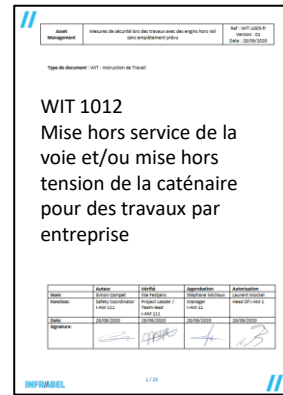 Asset
Management
Mesures de sécurité lors des travaux avec des engins hors rail
sans empiètement prévu
Ref : WIT-1003-fr
Version : 01
Date : 28/09/2020
Type de document : WIT - Instruction de Travail
WIT 1012
Mise hors service de la
voie et/ou mise hors
tension de la caténaire
pour des travaux par
entreprise
Auteur Vérifié Approbation Autorisation
Nom: Simon Campet Stéphane Michaux Laurent Mockel
Fonction: Safety Coordinator Project Leader / Manager Head Of I-AM 1
I-AM 111 Team-lead I-AM 11
I-AM 111
Date: 28/09/2020 28/09/2020 28/09/2020 28/09/2020
Signature:
INFRABEL
1 / 23